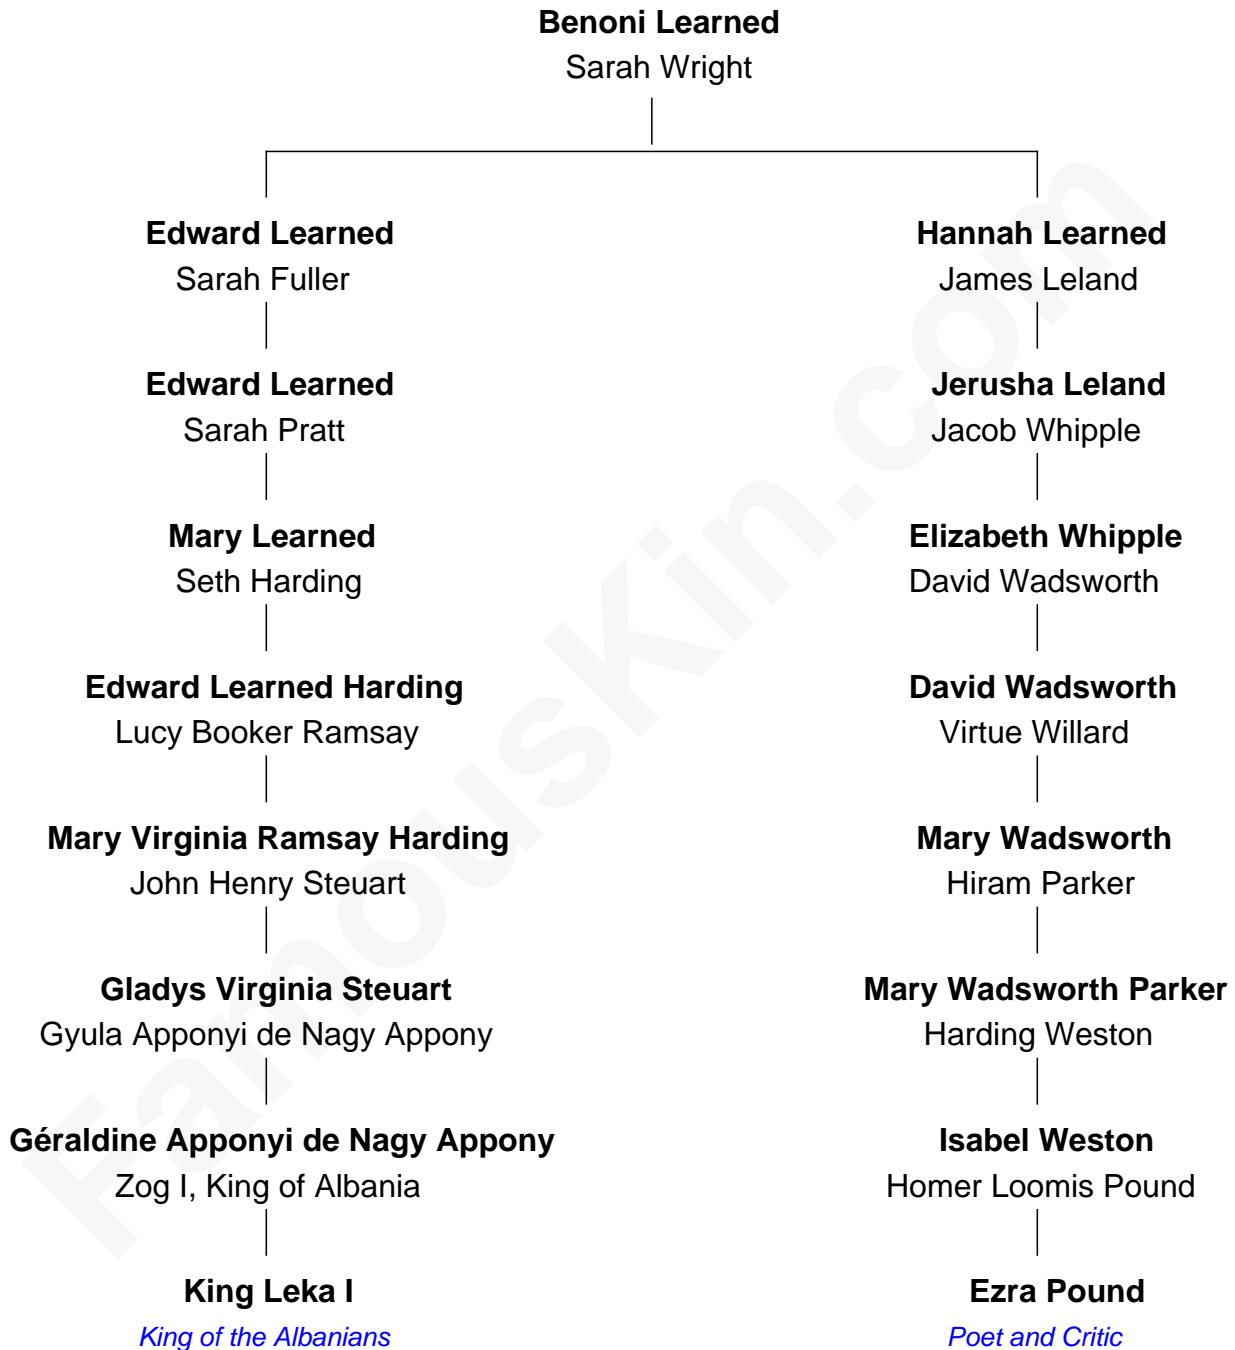 Benoni Learned
Sarah Wright
Edward Learned
Sarah Fuller
Hannah Learned
James Leland
Edward Learned
Sarah Pratt
Jerusha Leland
Jacob Whipple
Mary Learned
Seth Harding
Elizabeth Whipple
David Wadsworth
Edward Learned Harding
Lucy Booker Ramsay
David Wadsworth
Virtue Willard
Mary Virginia Ramsay Harding
John Henry Steuart
Mary Wadsworth
Hiram Parker
Gladys Virginia Steuart
Gyula Apponyi de Nagy Appony
Mary Wadsworth Parker
Harding Weston
Géraldine Apponyi de Nagy Appony
Zog I, King of Albania
Isabel Weston
Homer Loomis Pound
King Leka I
King of the Albanians
Ezra Pound
Poet and Critic
FamousKin.com